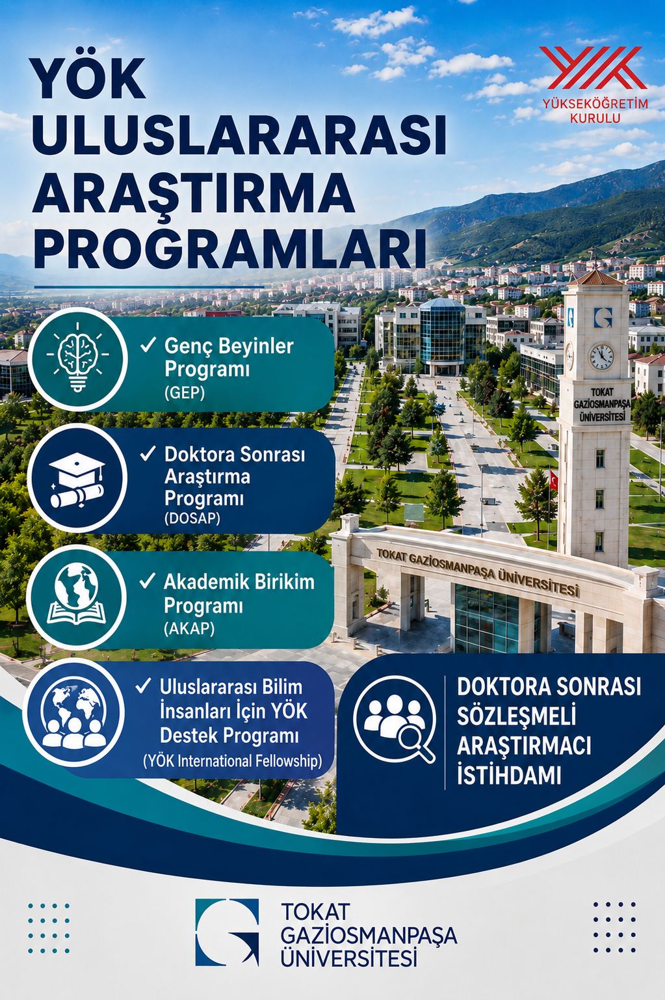 YÖK
ULUSLARARASI
ARAŞTIRMA
PROGRAMLARI
YÜKSEKÖĞRETİM
KURULU
✓ Genç Beyinler
Programı
(GEP)
✓ Doktora Sonrası
Araştırma
Programı
(DOSAP)
✓ Akademik Birikim
Programı
(AKAP)
✓ Uluslararası Bilim
İnsanları İçin YÖK
Destek Programı
(YÖK International Fellowship)
TOKAT
GAZİOSMANPAŞA
ÜNİVERSİTESİ
TOKAT GAZİOSMANPAŞA ÜNİVERSİTESİ
DOKTORA SONRASI
SÖZLEŞMELİ
ARAŞTIRMACI
İSTİHDAMI
TOKAT
GAZİOSMANPAŞA
ÜNİVERSİTESİ